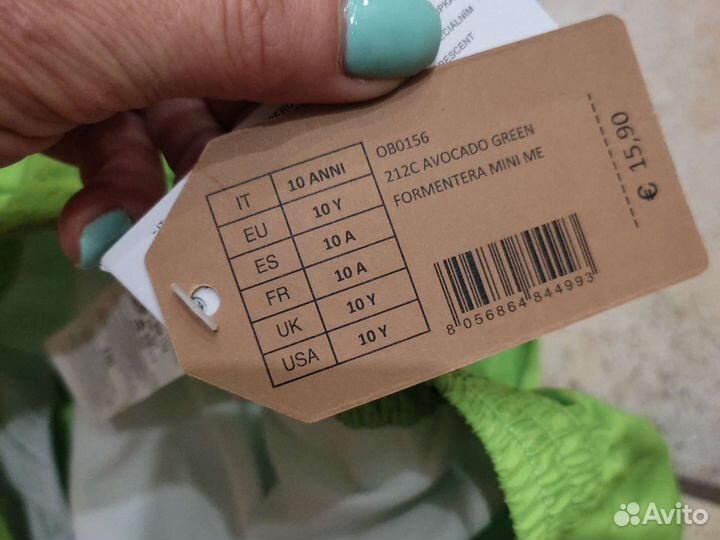 OB0156
212C AVOCADO GREEN
FORMENTERA MINI ME
€ 15,90
IT 10 ANNI
EU 10 Y
ES 10 A
FR 10 A
UK 10 Y
USA 10 Y
8 056864 844993
Avito